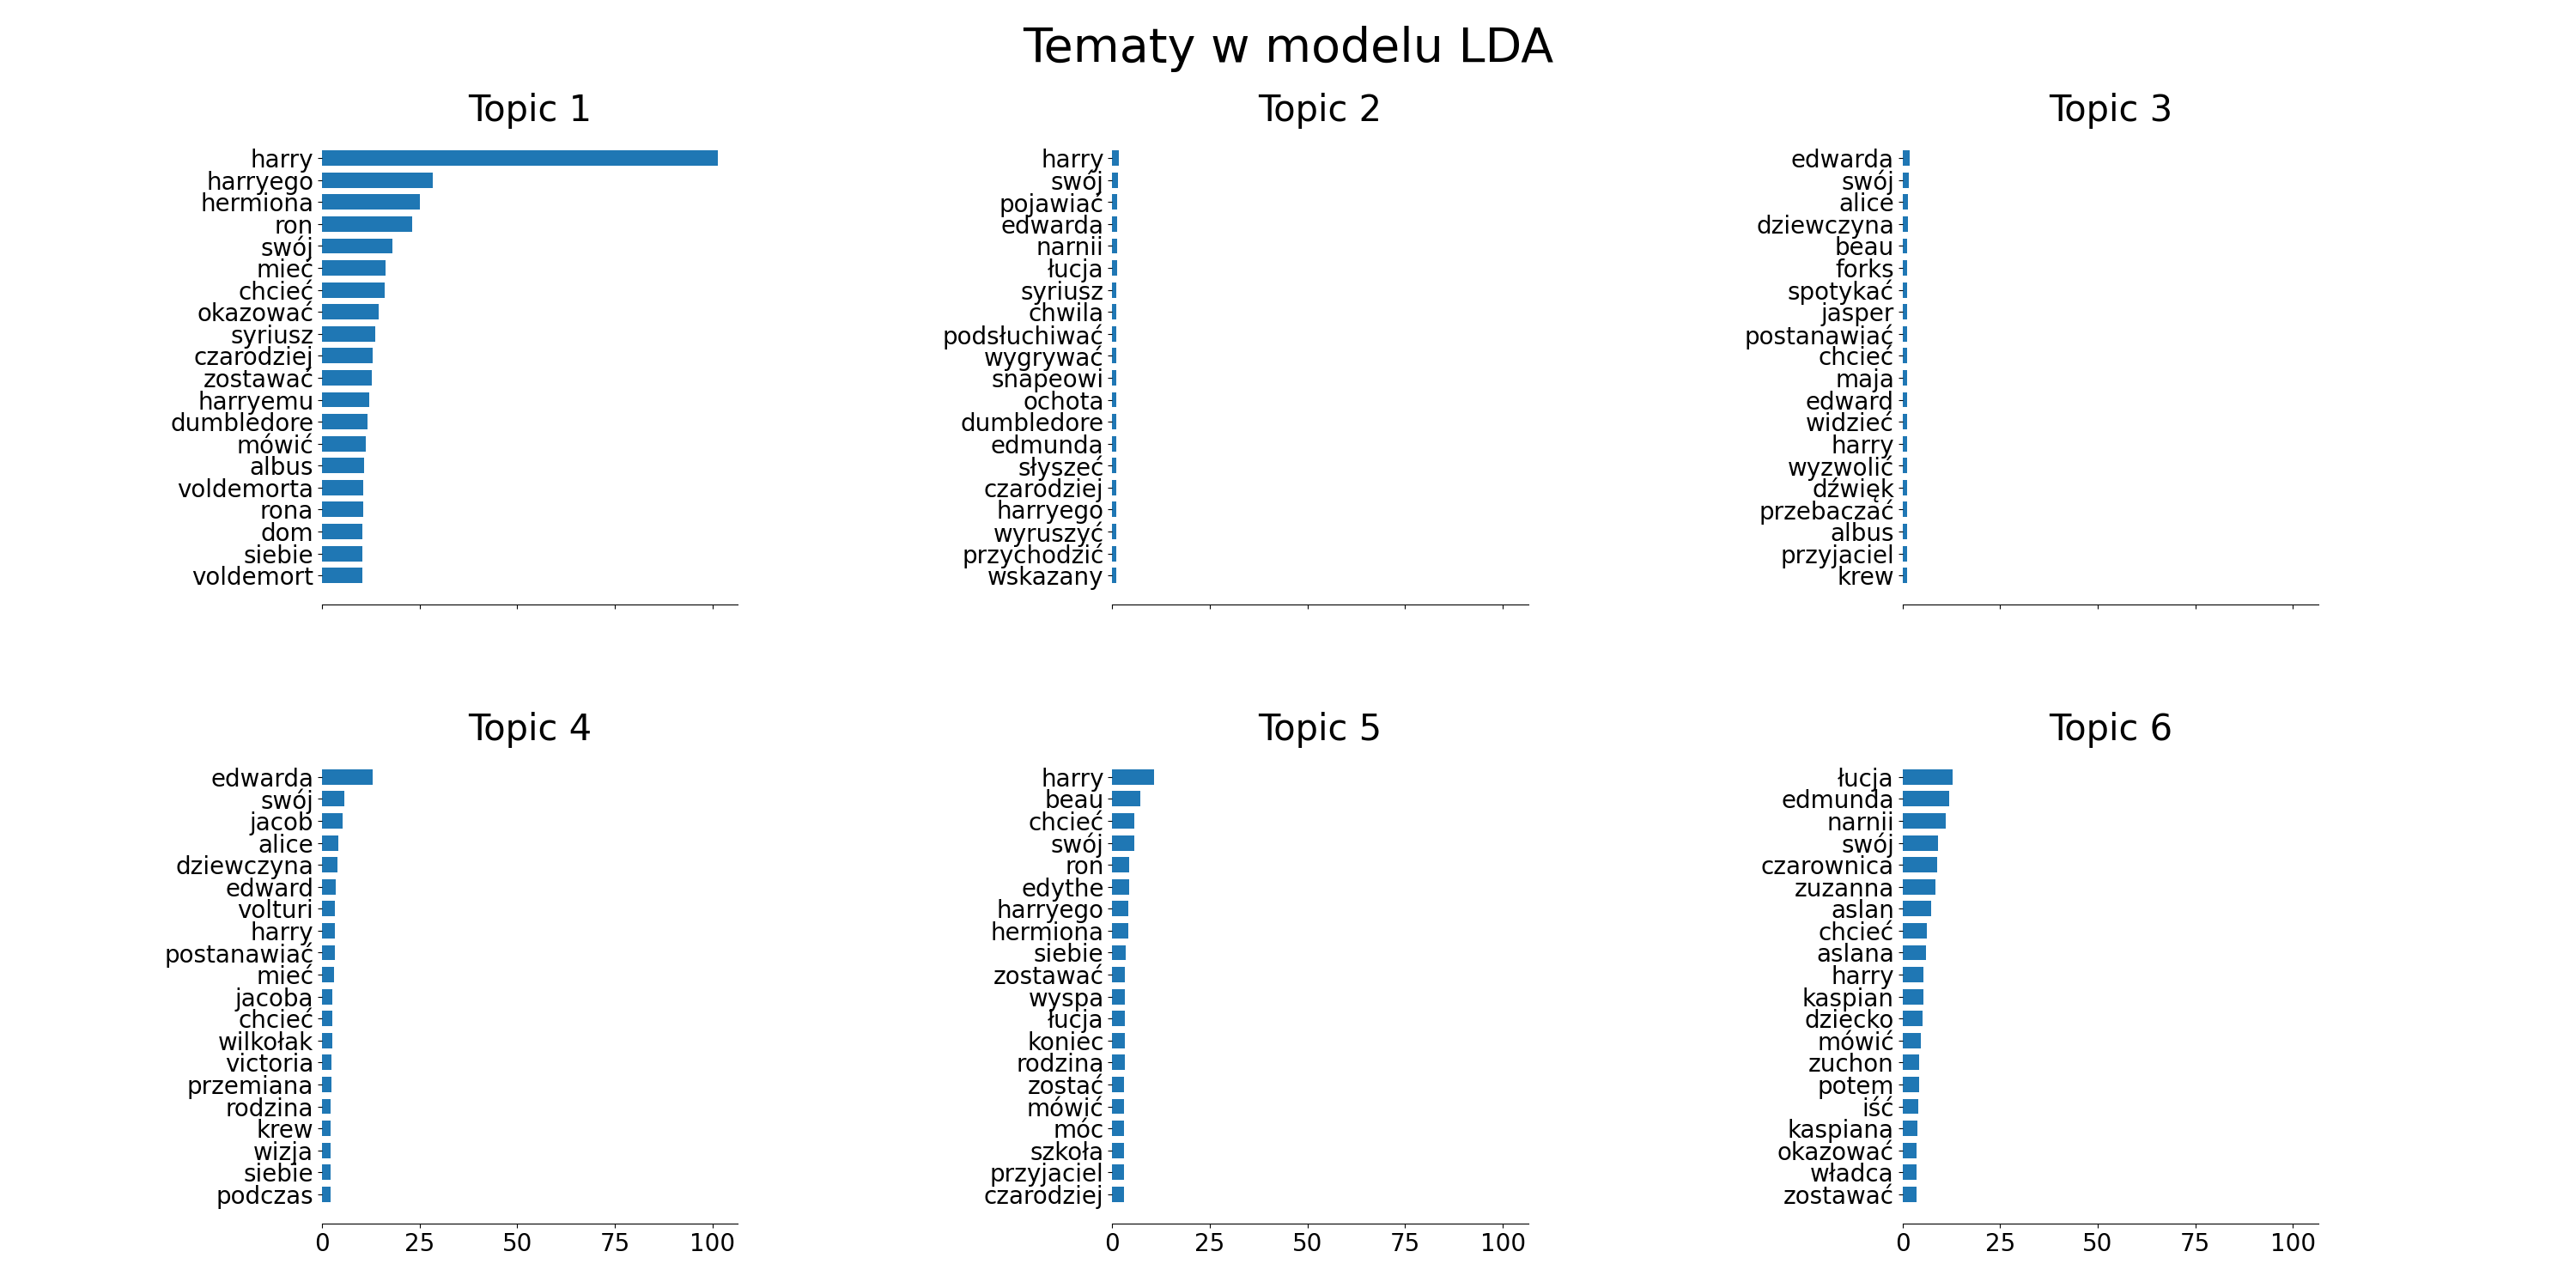 Tematy w modelu LDA
Topic 1
harry
harryego
hermiona
ron
swój
mieć
chcieć
okazować
syriusz
czarodziej
zostawać
harryemu
dumbledore
mówić
albus
voldemorta
rona
dom
siebie
voldemort
Topic 2
harry
swój
pojawiać
edwarda
narnii
łucja
syriusz
chwila
podsłuchiwać
wygrywać
snapeowi
ochota
dumbledore
edmunda
słyszeć
czarodziej
harryego
wyruszyć
przychodzić
wskazany
Topic 3
edwarda
swój
alice
dziewczyna
beau
forks
spotykać
jasper
postanawiać
chcieć
maja
edward
widzieć
harry
wyzwolić
dźwięk
przebaczać
albus
przyjaciel
krew
Topic 4
edwarda
swój
jacob
alice
dziewczyna
edward
volturi
harry
postanawiać
mieć
jacoba
chcieć
wilkołak
victoria
przemiana
rodzina
krew
wizja
siebie
podczas
0 25 50 75 100
Topic 5
harry
beau
chcieć
swój
ron
edythe
harryego
hermiona
siebie
zostawać
wyspa
łucja
koniec
rodzina
zostać
mówić
móc
szkoła
przyjaciel
czarodziej
0 25 50 75 100
Topic 6
łucja
edmunda
narnii
swój
czarownica
zuzanna
aslan
chcieć
aslana
harry
kaspian
dziecko
mówić
zuchon
potem
iść
kaspiana
okazować
władca
zostawać
0 25 50 75 100